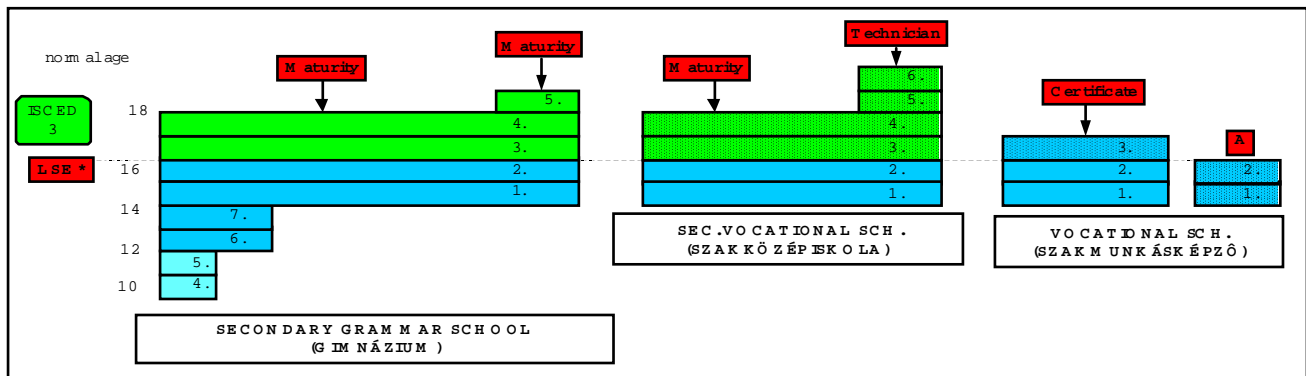 Technician
Maturity
normal age
Maturity
Maturity
6.
Certificate
ISCED
3
18
5.
5.
4.
4.
3.
3.
3.
A
LSE *
16
2.
2.
2.
2.
1.
1.
1.
1.
14
7.
6.
12
5.
4.
10
SEC.VOCATIONAL SCH.
(SZAKKÖZÉPISKOLA)
VOCATIONAL SCH.
(SZAKMUNKÁSKÉPZÔ)
SECONDARY GRAMMAR SCHOOL
(GIMNÁZIUM)